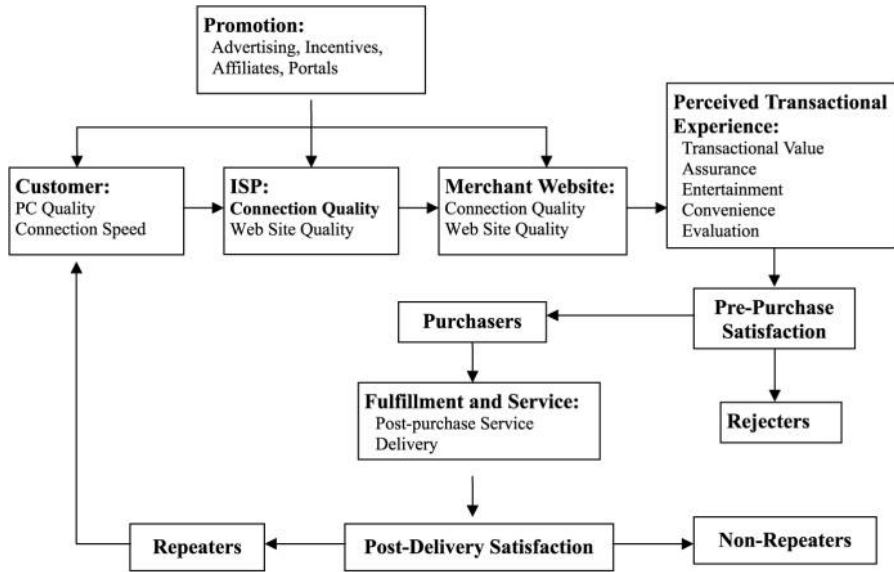 Promotion:
Advertising, Incentives,
Affiliates, Portals
Customer:
PC Quality
Connection Speed
ISP:
Connection Quality
Web Site Quality
Merchant Website:
Connection Quality
Web Site Quality
Perceived Transactional
Experience:
Transactional Value
Assurance
Entertainment
Convenience
Evaluation
Purchasers
Pre-Purchase
Satisfaction
Fulfillment and Service:
Post-purchase Service
Delivery
Rejecters
Repeaters
Post-Delivery Satisfaction
Non-Repeaters